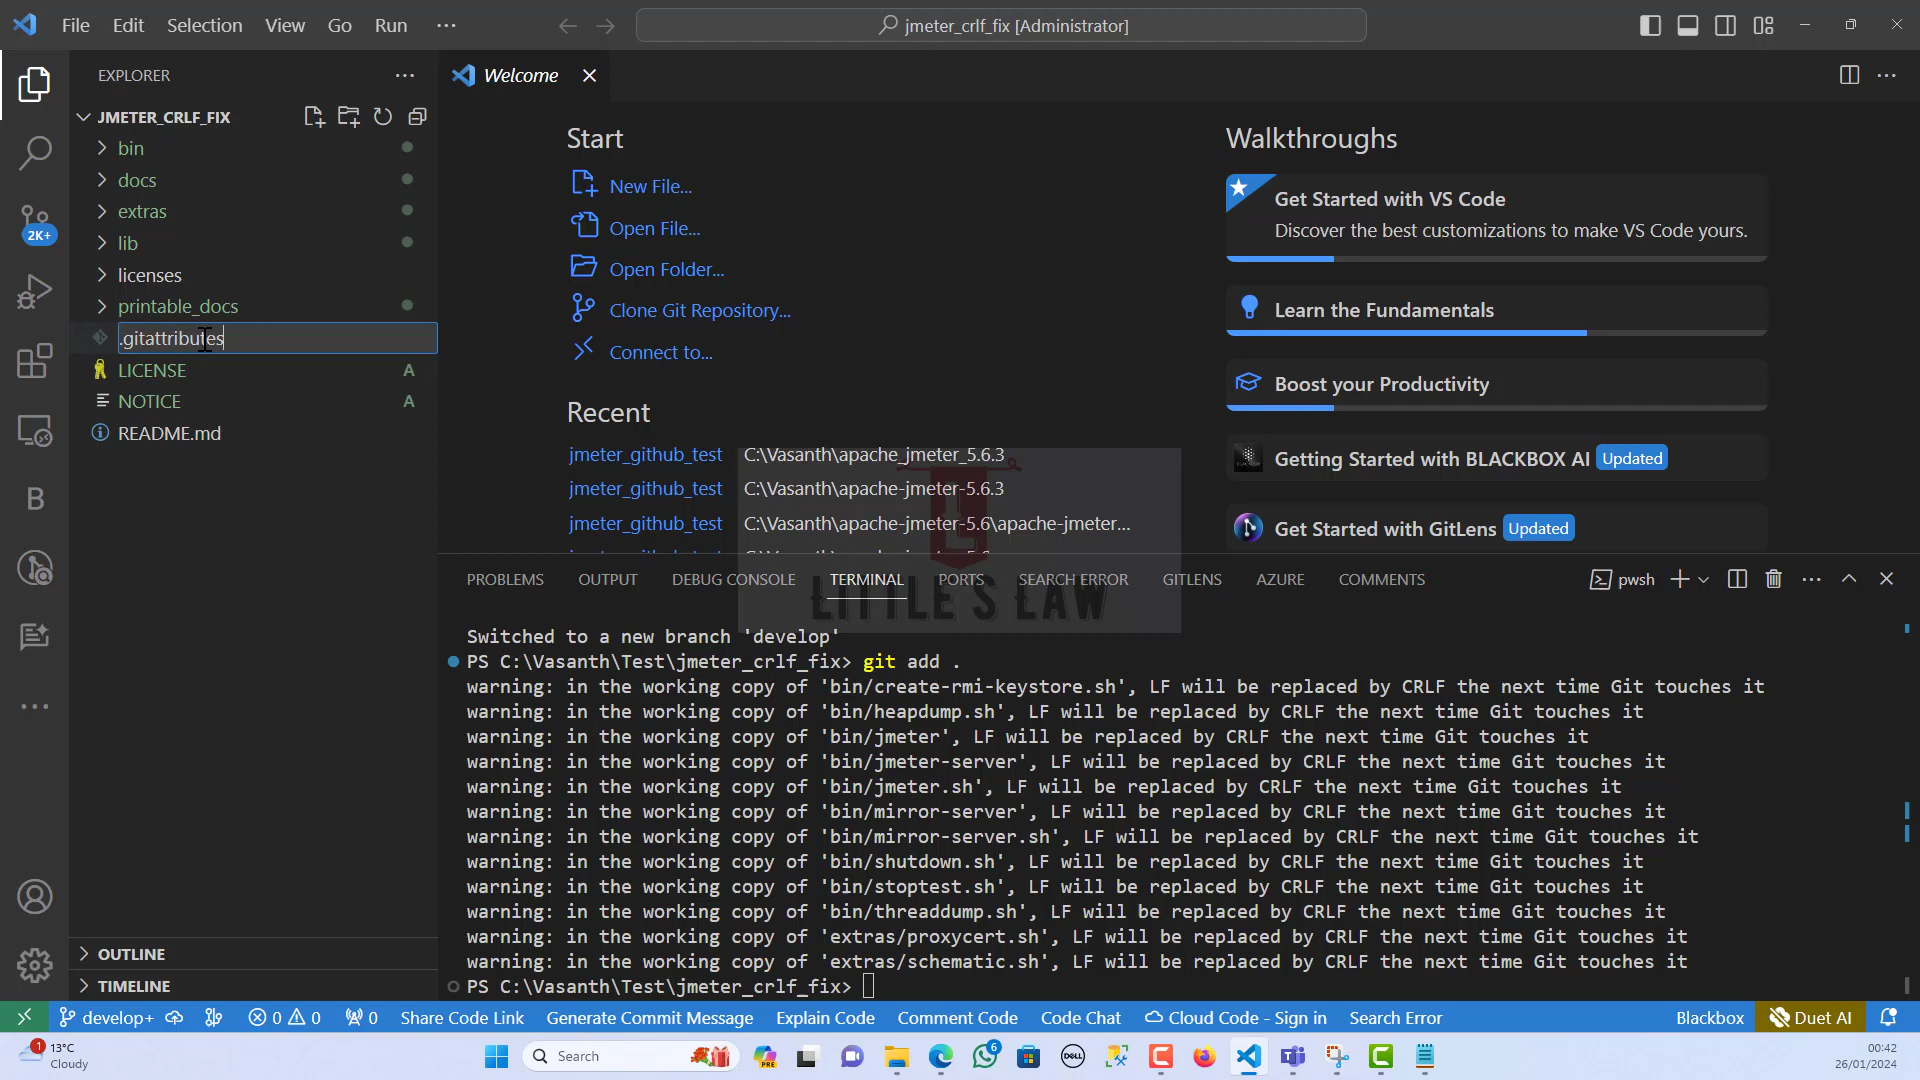 File Edit Selection View Go Run ···
jmeter_crlf_fix [Administrator]
EXPLORER
JMETER_CRLF_FIX
bin
docs
extras
lib
licenses
printable_docs
.gitattributes
LICENSE A
NOTICE A
README.md
OUTLINE
TIMELINE
2K+
B
Welcome
Start
New File...
Open File...
Open Folder...
Clone Git Repository...
Connect to...
Recent
jmeter_github_test C:\Vasanth\apache_jmeter_5.6.3
jmeter_github_test C:\Vasanth\apache-jmeter-5.6.3
jmeter_github_test C:\Vasanth\apache-jmeter-5.6\apache-jmeter...
Walkthroughs
Get Started with VS Code
Discover the best customizations to make VS Code yours.
Learn the Fundamentals
Boost your Productivity
Getting Started with BLACKBOX AI Updated
Get Started with GitLens Updated
LITTLE'S LAW
PROBLEMS OUTPUT DEBUG CONSOLE TERMINAL PORTS SEARCH ERROR GITLENS AZURE COMMENTS
pwsh
Switched to a new branch 'develop'
PS C:\Vasanth\Test\jmeter_crlf_fix> git add .
warning: in the working copy of 'bin/create-rmi-keystore.sh', LF will be replaced by CRLF the next time Git touches it
warning: in the working copy of 'bin/heapdump.sh', LF will be replaced by CRLF the next time Git touches it
warning: in the working copy of 'bin/jmeter', LF will be replaced by CRLF the next time Git touches it
warning: in the working copy of 'bin/jmeter-server', LF will be replaced by CRLF the next time Git touches it
warning: in the working copy of 'bin/jmeter.sh', LF will be replaced by CRLF the next time Git touches it
warning: in the working copy of 'bin/mirror-server', LF will be replaced by CRLF the next time Git touches it
warning: in the working copy of 'bin/mirror-server.sh', LF will be replaced by CRLF the next time Git touches it
warning: in the working copy of 'bin/shutdown.sh', LF will be replaced by CRLF the next time Git touches it
warning: in the working copy of 'bin/stoptest.sh', LF will be replaced by CRLF the next time Git touches it
warning: in the working copy of 'bin/threaddump.sh', LF will be replaced by CRLF the next time Git touches it
warning: in the working copy of 'extras/proxycert.sh', LF will be replaced by CRLF the next time Git touches it
warning: in the working copy of 'extras/schematic.sh', LF will be replaced by CRLF the next time Git touches it
PS C:\Vasanth\Test\jmeter_crlf_fix>
develop+ 0 0 0 Share Code Link Generate Commit Message Explain Code Comment Code Code Chat Cloud Code - Sign in Search Error Blackbox Duet AI
1 13°C
Cloudy
Search
PRE
6
DELL
00:42
26/01/2024